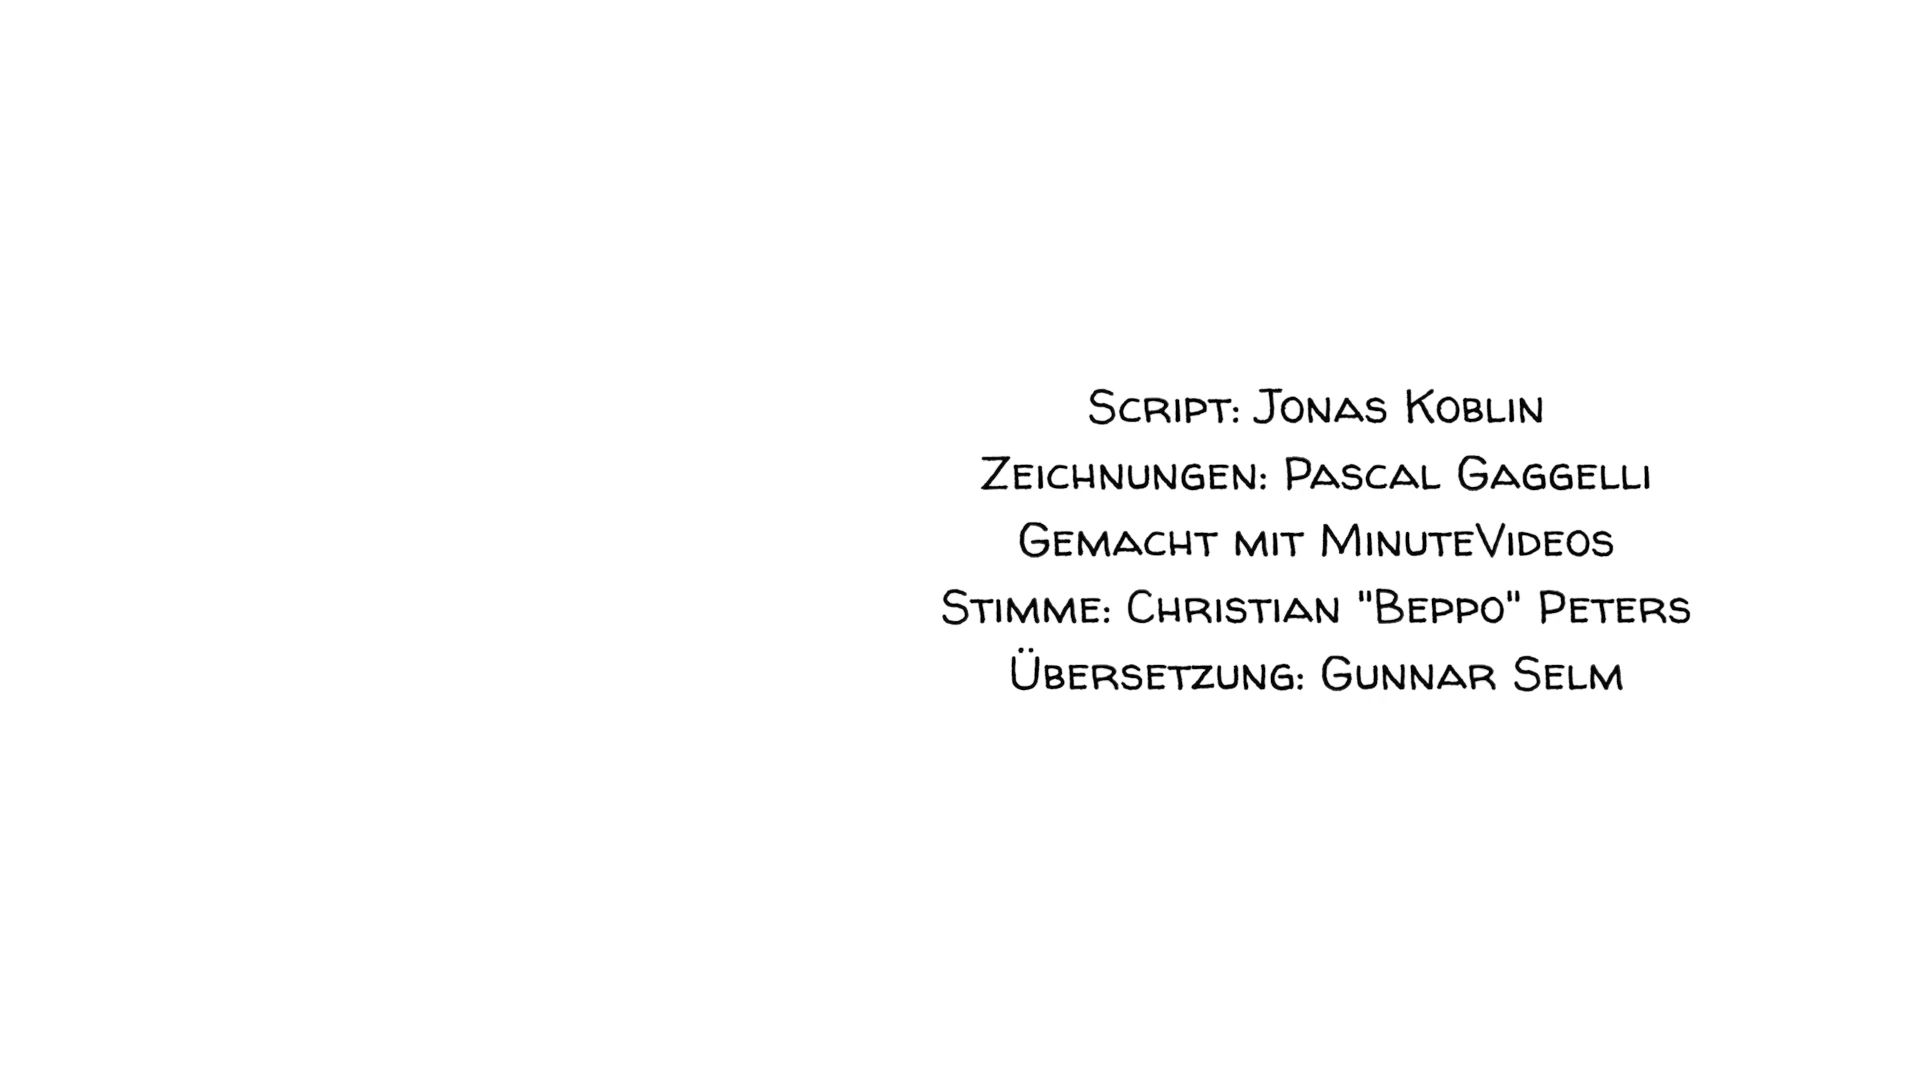 Script: Jonas Koblin
Zeichnungen: Pascal Gaggelli
Gemacht mit MinuteVideos
Stimme: Christian "Beppo" Peters
Übersetzung: Gunnar Selm